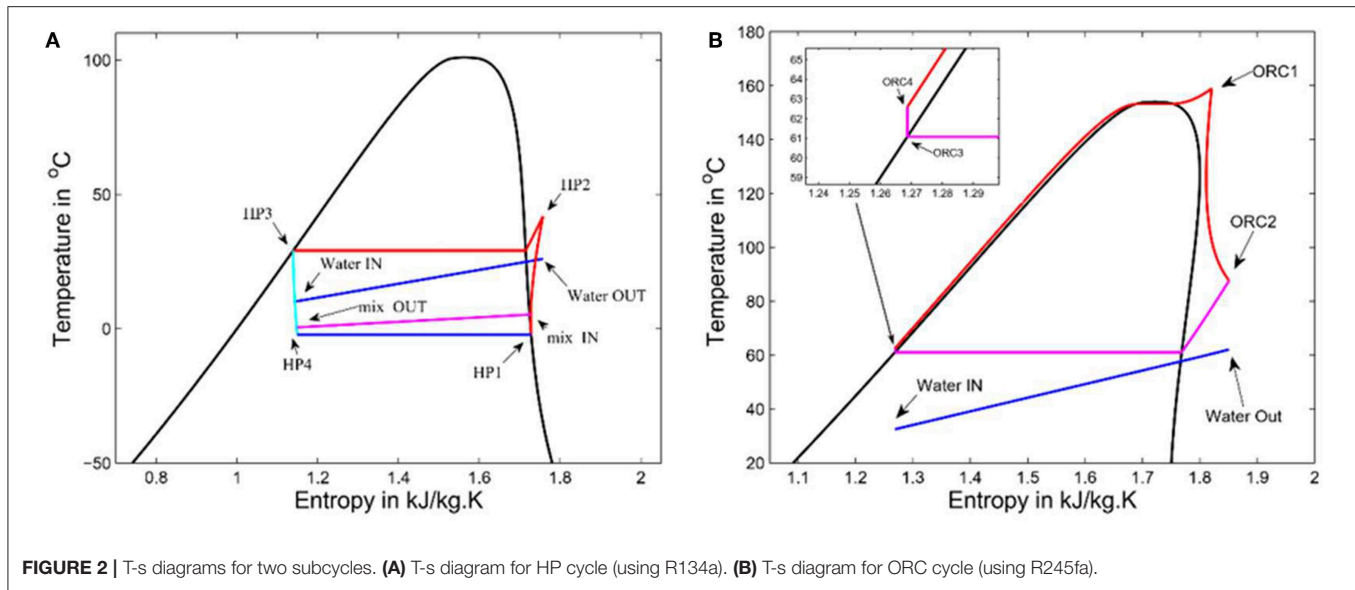 A
100
50
0
−50
Temperature in °C
0.8
1
1.2
1.4
1.6
1.8
2
Entropy in kJ/kg.K
HP3
HP2
Water IN
mix OUT
Water OUT
mix IN
HP4
HP1
B
180
160
140
120
100
80
60
40
20
Temperature in °C
1.1
1.2
1.3
1.4
1.5
1.6
1.7
1.8
1.9
2
Entropy in kJ/kg.K
65
64
63
62
61
60
59
1.24
1.25
1.26
1.27
1.28
1.29
ORC4
ORC3
ORC1
ORC2
Water IN
Water Out
FIGURE 2 | T-s diagrams for two subcycles. (A) T-s diagram for HP cycle (using R134a). (B) T-s diagram for ORC cycle (using R245fa).